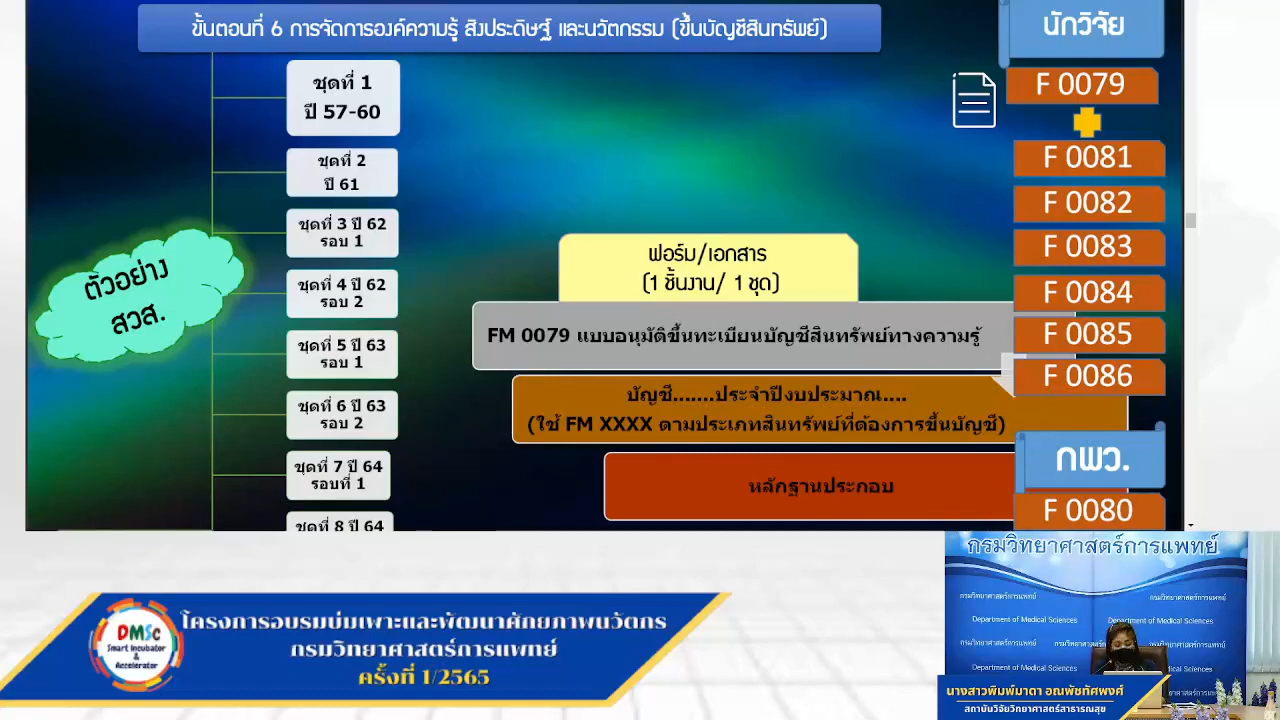 ขั้นตอนที่ 6 การจัดการองค์ความรู้ สิ่งประดิษฐ์ และนวัตกรรม (ขึ้นบัญชีสินทรัพย์)
ชุดที่ 1
ปี 57-60
ชุดที่ 2
ปี 61
ชุดที่ 3 ปี 62
รอบ 1
ชุดที่ 4 ปี 62
รอบ 2
ชุดที่ 5 ปี 63
รอบ 1
ชุดที่ 6 ปี 63
รอบ 2
ชุดที่ 7 ปี 64
รอบที่ 1
ชุดที่ 8 ปี 64
ตัวอย่าง
สวส.
ฟอร์ม/เอกสาร
(1 ชิ้นงาน/ 1 ชุด)
FM 0079 แบบอนุมัติขึ้นทะเบียนบัญชีสินทรัพย์ทางความรู้
บัญชี.......ประจำปีงบประมาณ....
(ใช้ FM XXXX ตามประเภทสินทรัพย์ที่ต้องการขึ้นบัญชี)
หลักฐานประกอบ
นักวิจัย
F 0079
F 0081
F 0082
F 0083
F 0084
F 0085
F 0086
กพว.
F 0080
DMSc
Smart Incubator
&
Accelerator
โครงการอบรมบ่มเพาะและพัฒนาศักยภาพนวัตกร
กรมวิทยาศาสตร์การแพทย์
ครั้งที่ 1/2565
กรมวิทยาศาสตร์การแพทย์
กรมวิทยาศาสตร์การแพทย์
กรมวิทยาศาสตร์การแพทย์
Department of Medical Sciences
Department of Medical Sciences
กรมวิทยาศาสตร์การแพทย์
กรมวิทยาศาสตร์การแพทย์
Department of Medical Sciences
Medical Sciences
นางสาวพิมพ์มาดา อณพัชทัศพงศ์
สถาบันวิจัยวิทยาศาสตร์สาธารณสุข